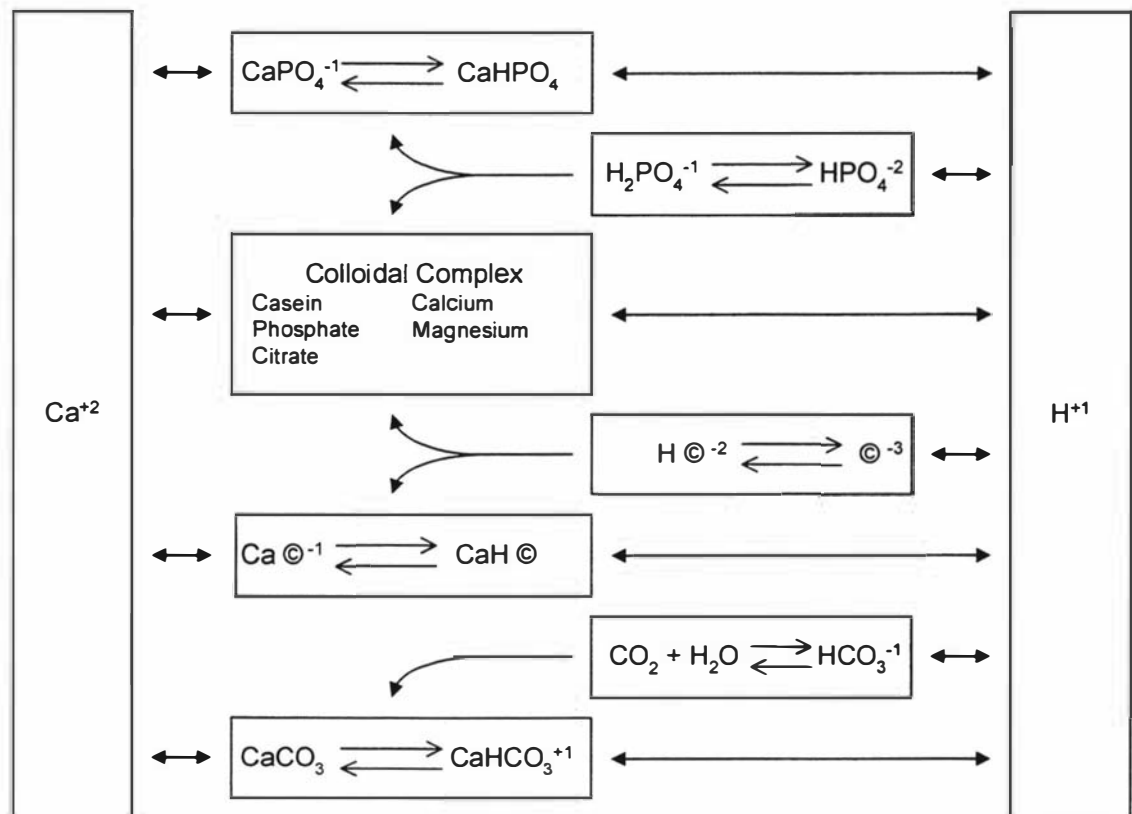 CaPO₄⁻¹ ⇌ CaHPO₄
H₂PO₄⁻¹ ⇌ HPO₄⁻²
Colloidal Complex
Casein Calcium
Phosphate Magnesium
Citrate
Ca⁺²
H⁺¹
H © ⁻² ⇌ © ⁻³
Ca © ⁻¹ ⇌ CaH ©
CO₂ + H₂O ⇌ HCO₃⁻¹
CaCO₃ ⇌ CaHCO₃⁺¹